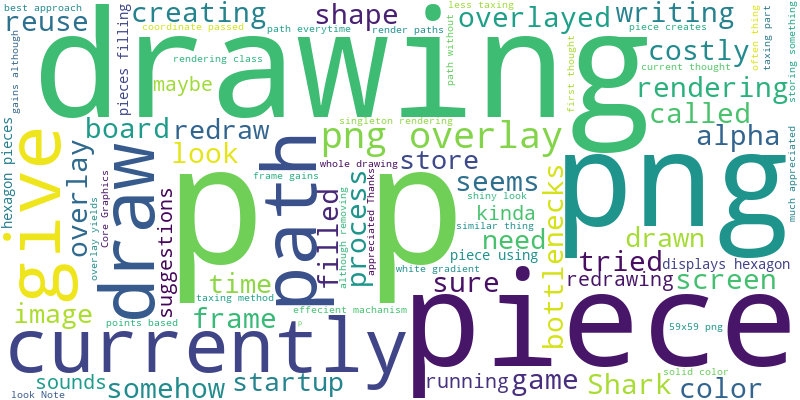 best approach
reuse
creating
shape
less taxing
overlayed
writing
piece creates
gains although
pieces filling
coordinate passed
path everytime
render paths
drawing
path without
first thought
often thing
taxing part
costly
storing something
rendering class
maybe
current thought
rendering
hexagon pieces
give
board
redraw
singleton rendering
png overlay
called
alpha
much appreciated
overlay
overlay yields
Core Graphics
draw
look
suggestions
p p
frame gains
path
whole drawing
filled
although removing
process
appreciated Thanks
store
seems
shiny look
kinda
similar thing
need
bottlenecks
png
drawn
piece using
tried
displays hexagon
white gradient
time
taxing method
sure
redrawing
screen
image
points based
frame
effecient machanism
p
currently
piece
59x59 png
solid color
sounds
somehow
startup
running
game
Shark
color
look Note